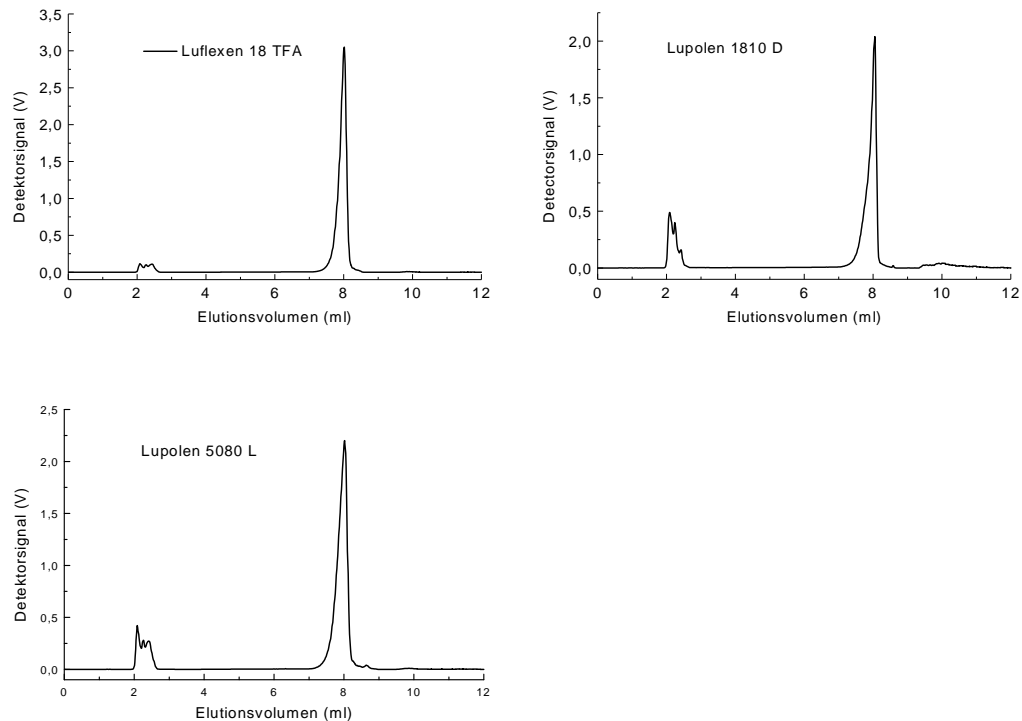 3,5
3,0
2,5
2,0
1,5
1,0
0,5
0,0
Detektorsignal (V)
Luflexen 18 TFA
0 2 4 6 8 10 12
Elutionsvolumen (ml)
2,0
1,5
1,0
0,5
0,0
Detectorsignal (V)
Lupolen 1810 D
0 2 4 6 8 10 12
Elutionsvolumen (ml)
2,5
2,0
1,5
1,0
0,5
0,0
Detektorsignal (V)
Lupolen 5080 L
0 2 4 6 8 10 12
Elutionsvolumen (ml)